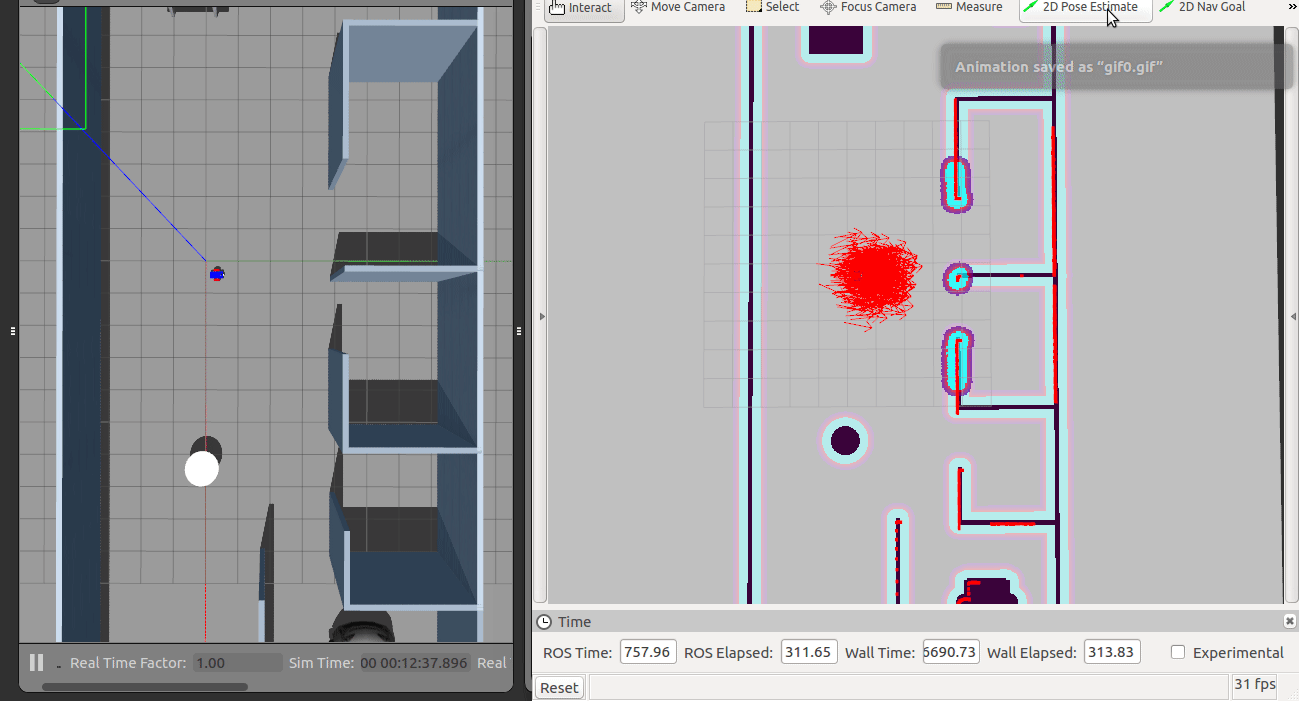 Interact Move Camera Select Focus Camera Measure 2D Pose Estimate 2D Nav Goal »
Animation saved as “gif0.gif”
Time
Real Time Factor: 1.00 Sim Time: 00 00:12:37.896 Real
ROS Time: 757.96 ROS Elapsed: 311.65 Wall Time: 6690.73 Wall Elapsed: 313.83 Experimental
Reset 31 fps